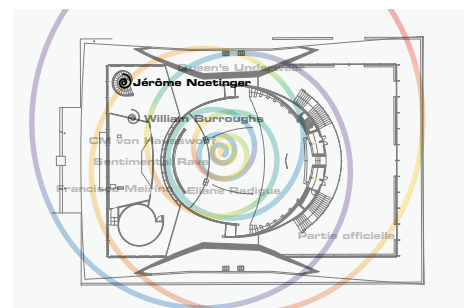 Queen's Underwear
Jérôme Noetinger
William Burroughs
CM von Hausswolff
Sentimental Rave
Francisco Meirino
Eliane Radigue
Partie officielle